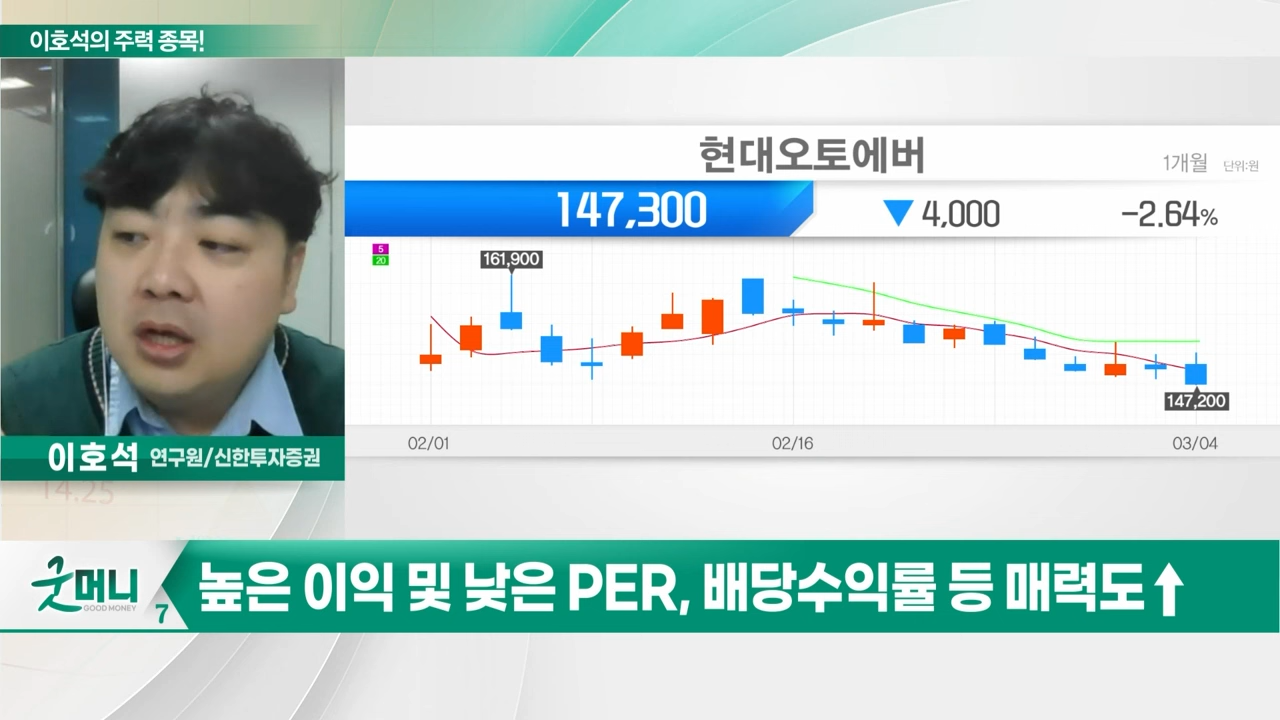 이호석의 주력 종목!
현대오토에버
1개월 단위:원
147,300 ▼ 4,000 -2.64%
5
20
161,900
147,200
02/01 02/16 03/04
이호석 연구원/신한투자증권
14.25
굿머니
GOOD MONEY
7
높은 이익 및 낮은 PER, 배당수익률 등 매력도↑